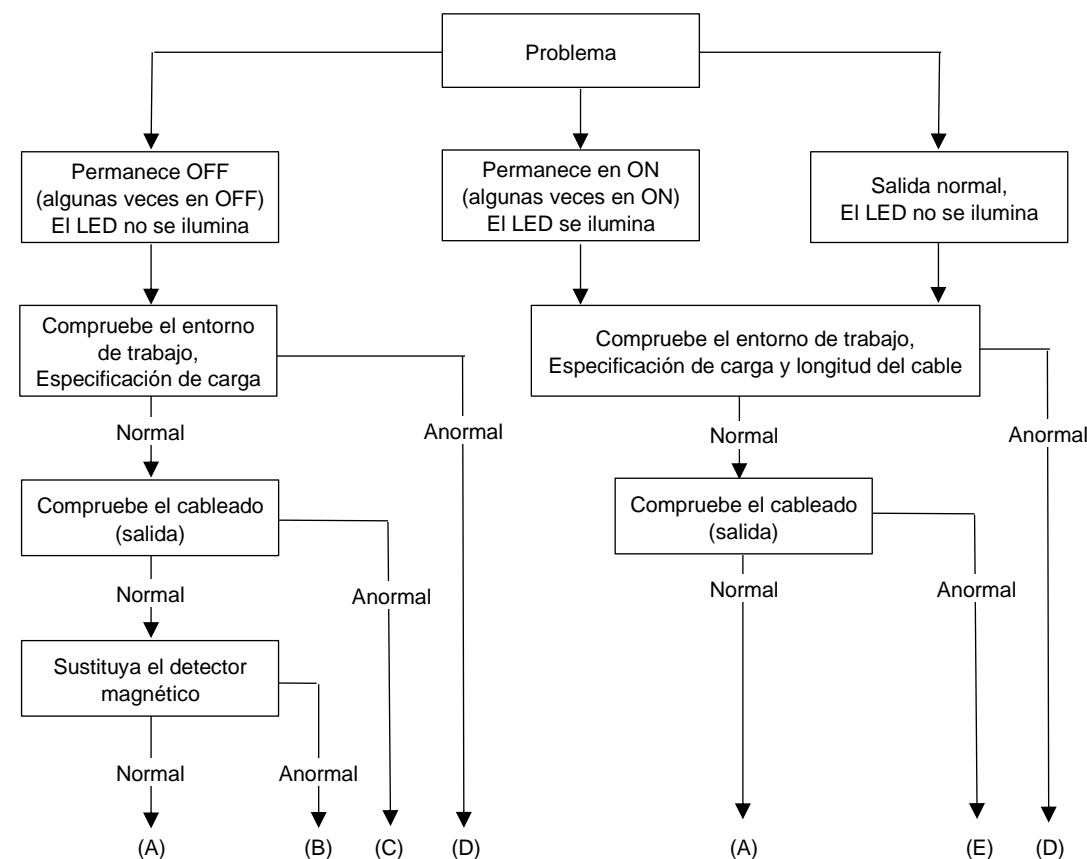 Problema
Permanece OFF
(algunas veces en OFF)
El LED no se ilumina
Permanece en ON
(algunas veces en ON)
El LED se ilumina
Salida normal,
El LED no se ilumina
Compruebe el entorno
de trabajo,
Especificación de carga
Compruebe el entorno de trabajo,
Especificación de carga y longitud del cable
Normal
Anormal
Normal
Anormal
Compruebe el cableado
(salida)
Compruebe el cableado
(salida)
Normal
Anormal
Normal
Anormal
Sustituya el detector
magnético
Normal
Anormal
(A)
(B)
(C)
(D)
(A)
(E)
(D)